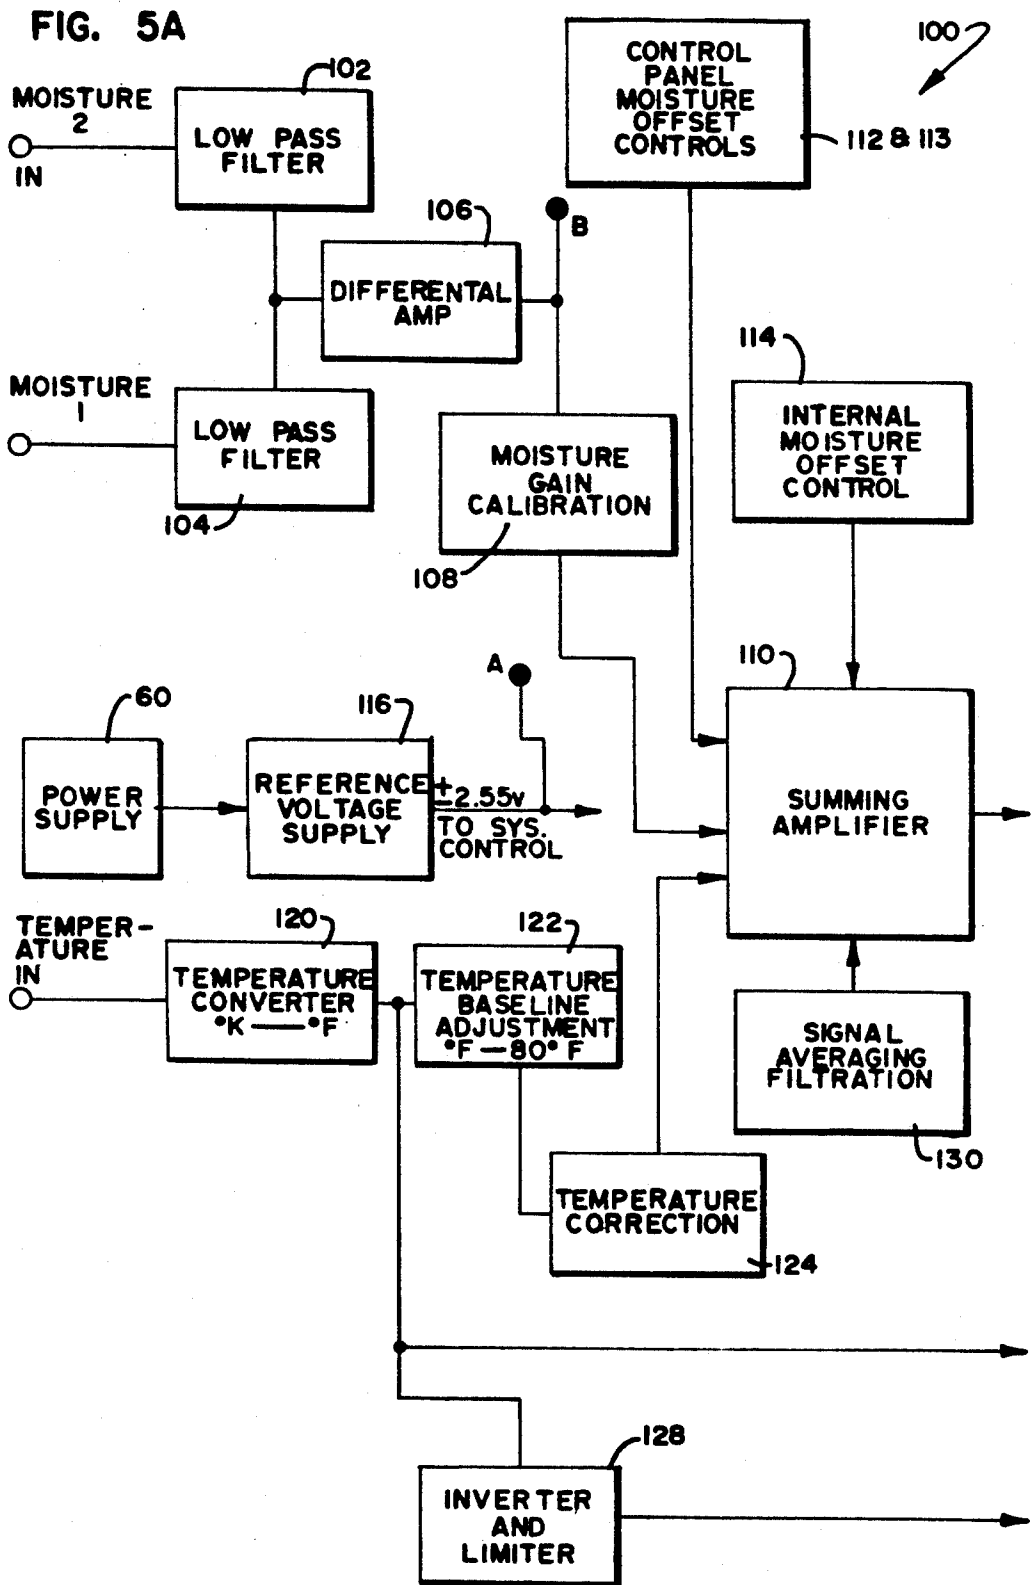 FIG. 5A
100
102
MOISTURE
2
IN
LOW PASS
FILTER
CONTROL
PANEL
MOISTURE
OFFSET
CONTROLS
112 & 113
106
B
DIFFERENTAL
AMP
MOISTURE
1
LOW PASS
FILTER
104
MOISTURE
GAIN
CALIBRATION
108
114
INTERNAL
MOISTURE
OFFSET
CONTROL
110
A
60
POWER
SUPPLY
116
REFERENCE
VOLTAGE
SUPPLY
±2.55v
TO SYS.
CONTROL
SUMMING
AMPLIFIER
TEMPER-
ATURE
IN
120
TEMPERATURE
CONVERTER
°K — °F
122
TEMPERATURE
BASELINE
ADJUSTMENT
°F — 80° F
SIGNAL
AVERAGING
FILTRATION
130
TEMPERATURE
CORRECTION
124
128
INVERTER
AND
LIMITER